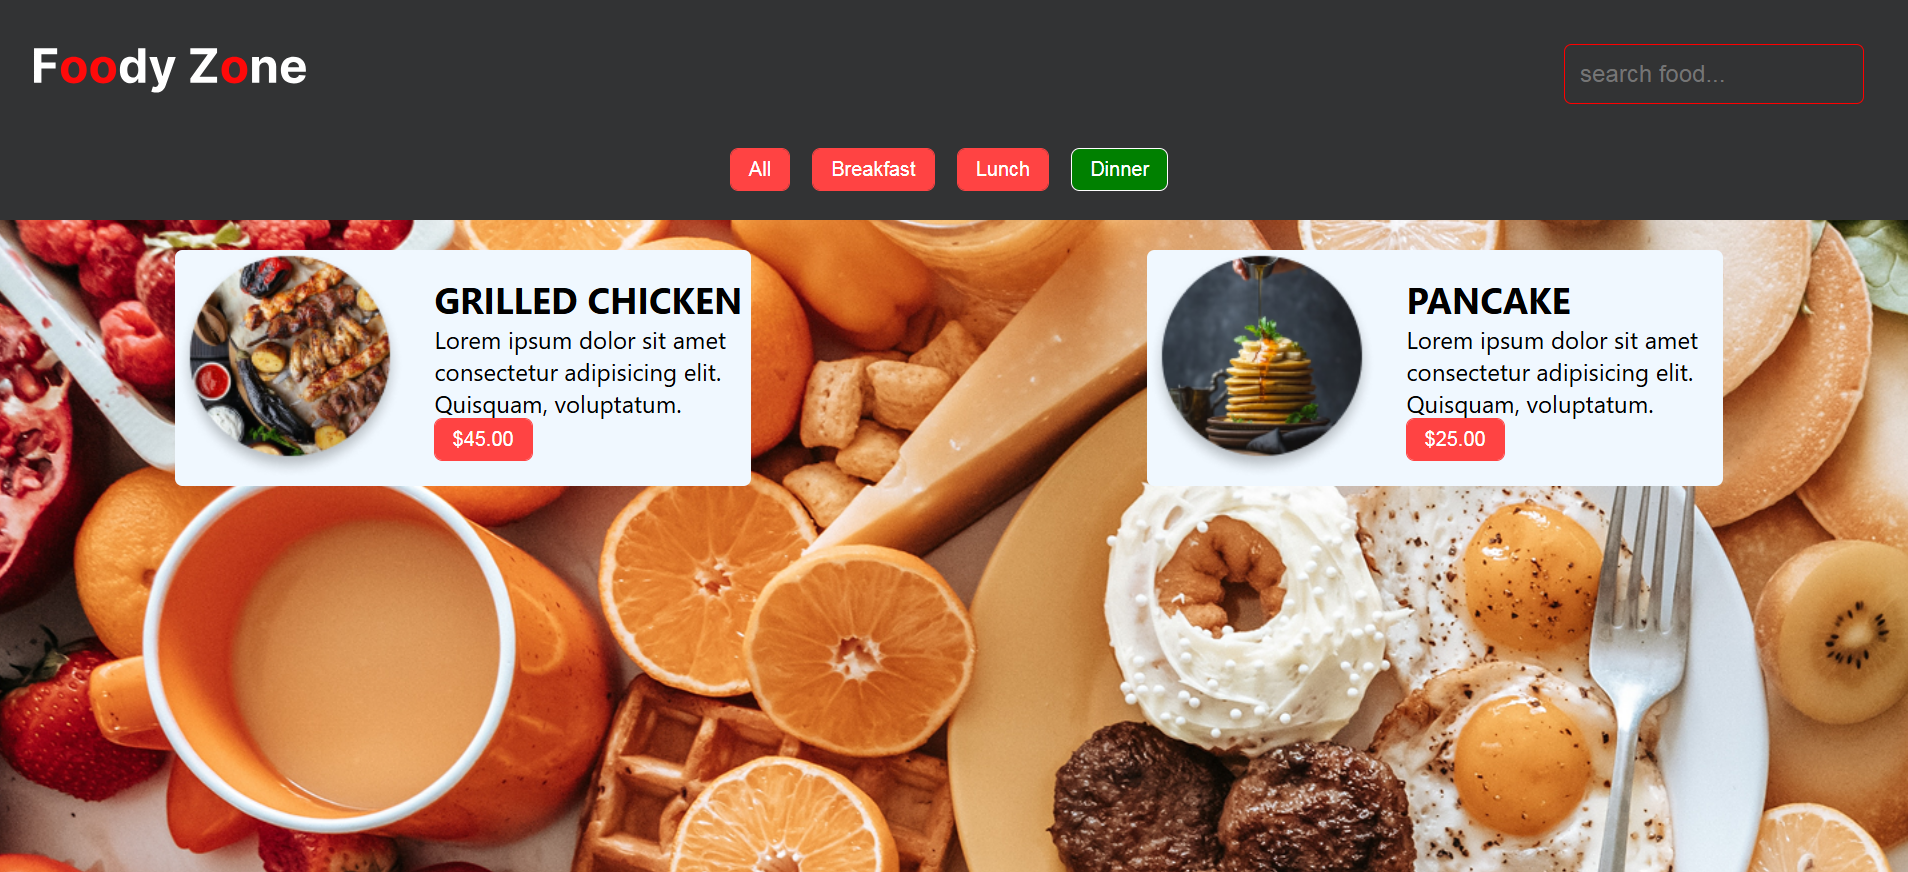 Foody Zone
search food...
All
Breakfast
Lunch
Dinner
GRILLED CHICKEN
Lorem ipsum dolor sit amet
consectetur adipisicing elit.
Quisquam, voluptatum.
$45.00
PANCAKE
Lorem ipsum dolor sit amet
consectetur adipisicing elit.
Quisquam, voluptatum.
$25.00